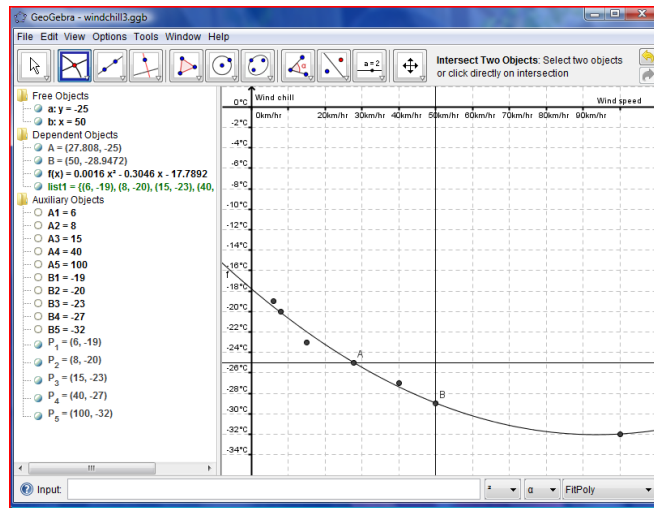 GeoGebra - windchill3.ggb
File Edit View Options Tools Window Help
a = 2
Intersect Two Objects: Select two objects
or click directly on intersection
Free Objects
a: y = -25
b: x = 50
Dependent Objects
A = (27.808, -25)
B = (50, -28.9472)
f(x) = 0.0016 x² - 0.3046 x - 17.7892
list1 = {(6, -19), (8, -20), (15, -23), (40,
Auxiliary Objects
A1 = 6
A2 = 8
A3 = 15
A4 = 40
A5 = 100
B1 = -19
B2 = -20
B3 = -23
B4 = -27
B5 = -32
P₁ = (6, -19)
P₂ = (8, -20)
P₃ = (15, -23)
P₄ = (40, -27)
P₅ = (100, -32)
Wind chill
Wind speed
0°C
0km/hr 20km/hr 30km/hr 40km/hr 50km/hr 60km/hr 70km/hr 80km/hr 90km/hr
-2°C
-4°C
-6°C
-8°C
-10°C
-12°C
-14°C
-16°C
f
-18°C
-20°C
-22°C
-24°C
A
-26°C
-28°C
B
-30°C
-32°C
-34°C
Input:
² α FitPoly